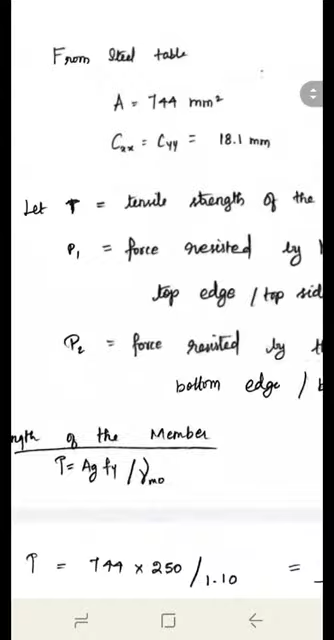 From Steel table
A = 744 mm²
Cxx = Cyy = 18.1 mm
Let T = tensile strength of the
P₁ = force resisted by
top edge / top sid
P₂ = force resisted by th
bottom edge / b
ngth of the Member
T = Ag fy / γmo
T = 744 × 250 / 1.10 =